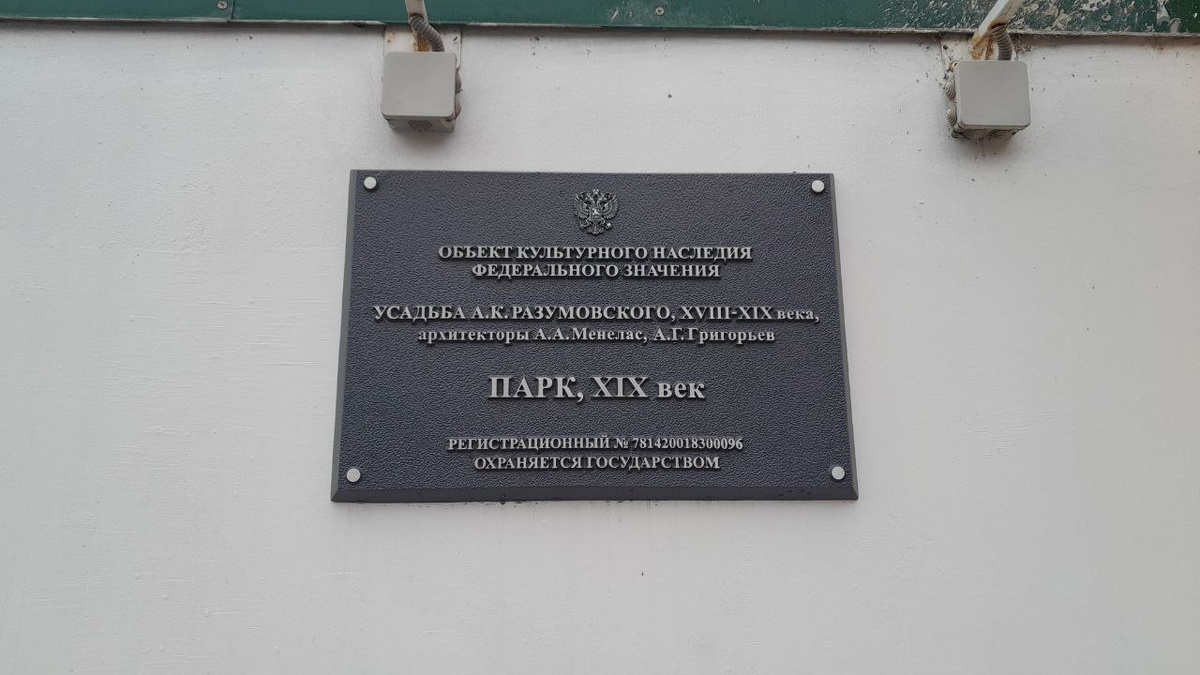 ОБЪЕКТ КУЛЬТУРНОГО НАСЛЕДИЯ
ФЕДЕРАЛЬНОГО ЗНАЧЕНИЯ
УСАДЬБА А.К. РАЗУМОВСКОГО, XVIII-XIX века,
архитекторы А.А.Менелас, А.Г.Григорьев
ПАРК, XIX век
РЕГИСТРАЦИОННЫЙ № 781420018300096
ОХРАНЯЕТСЯ ГОСУДАРСТВОМ